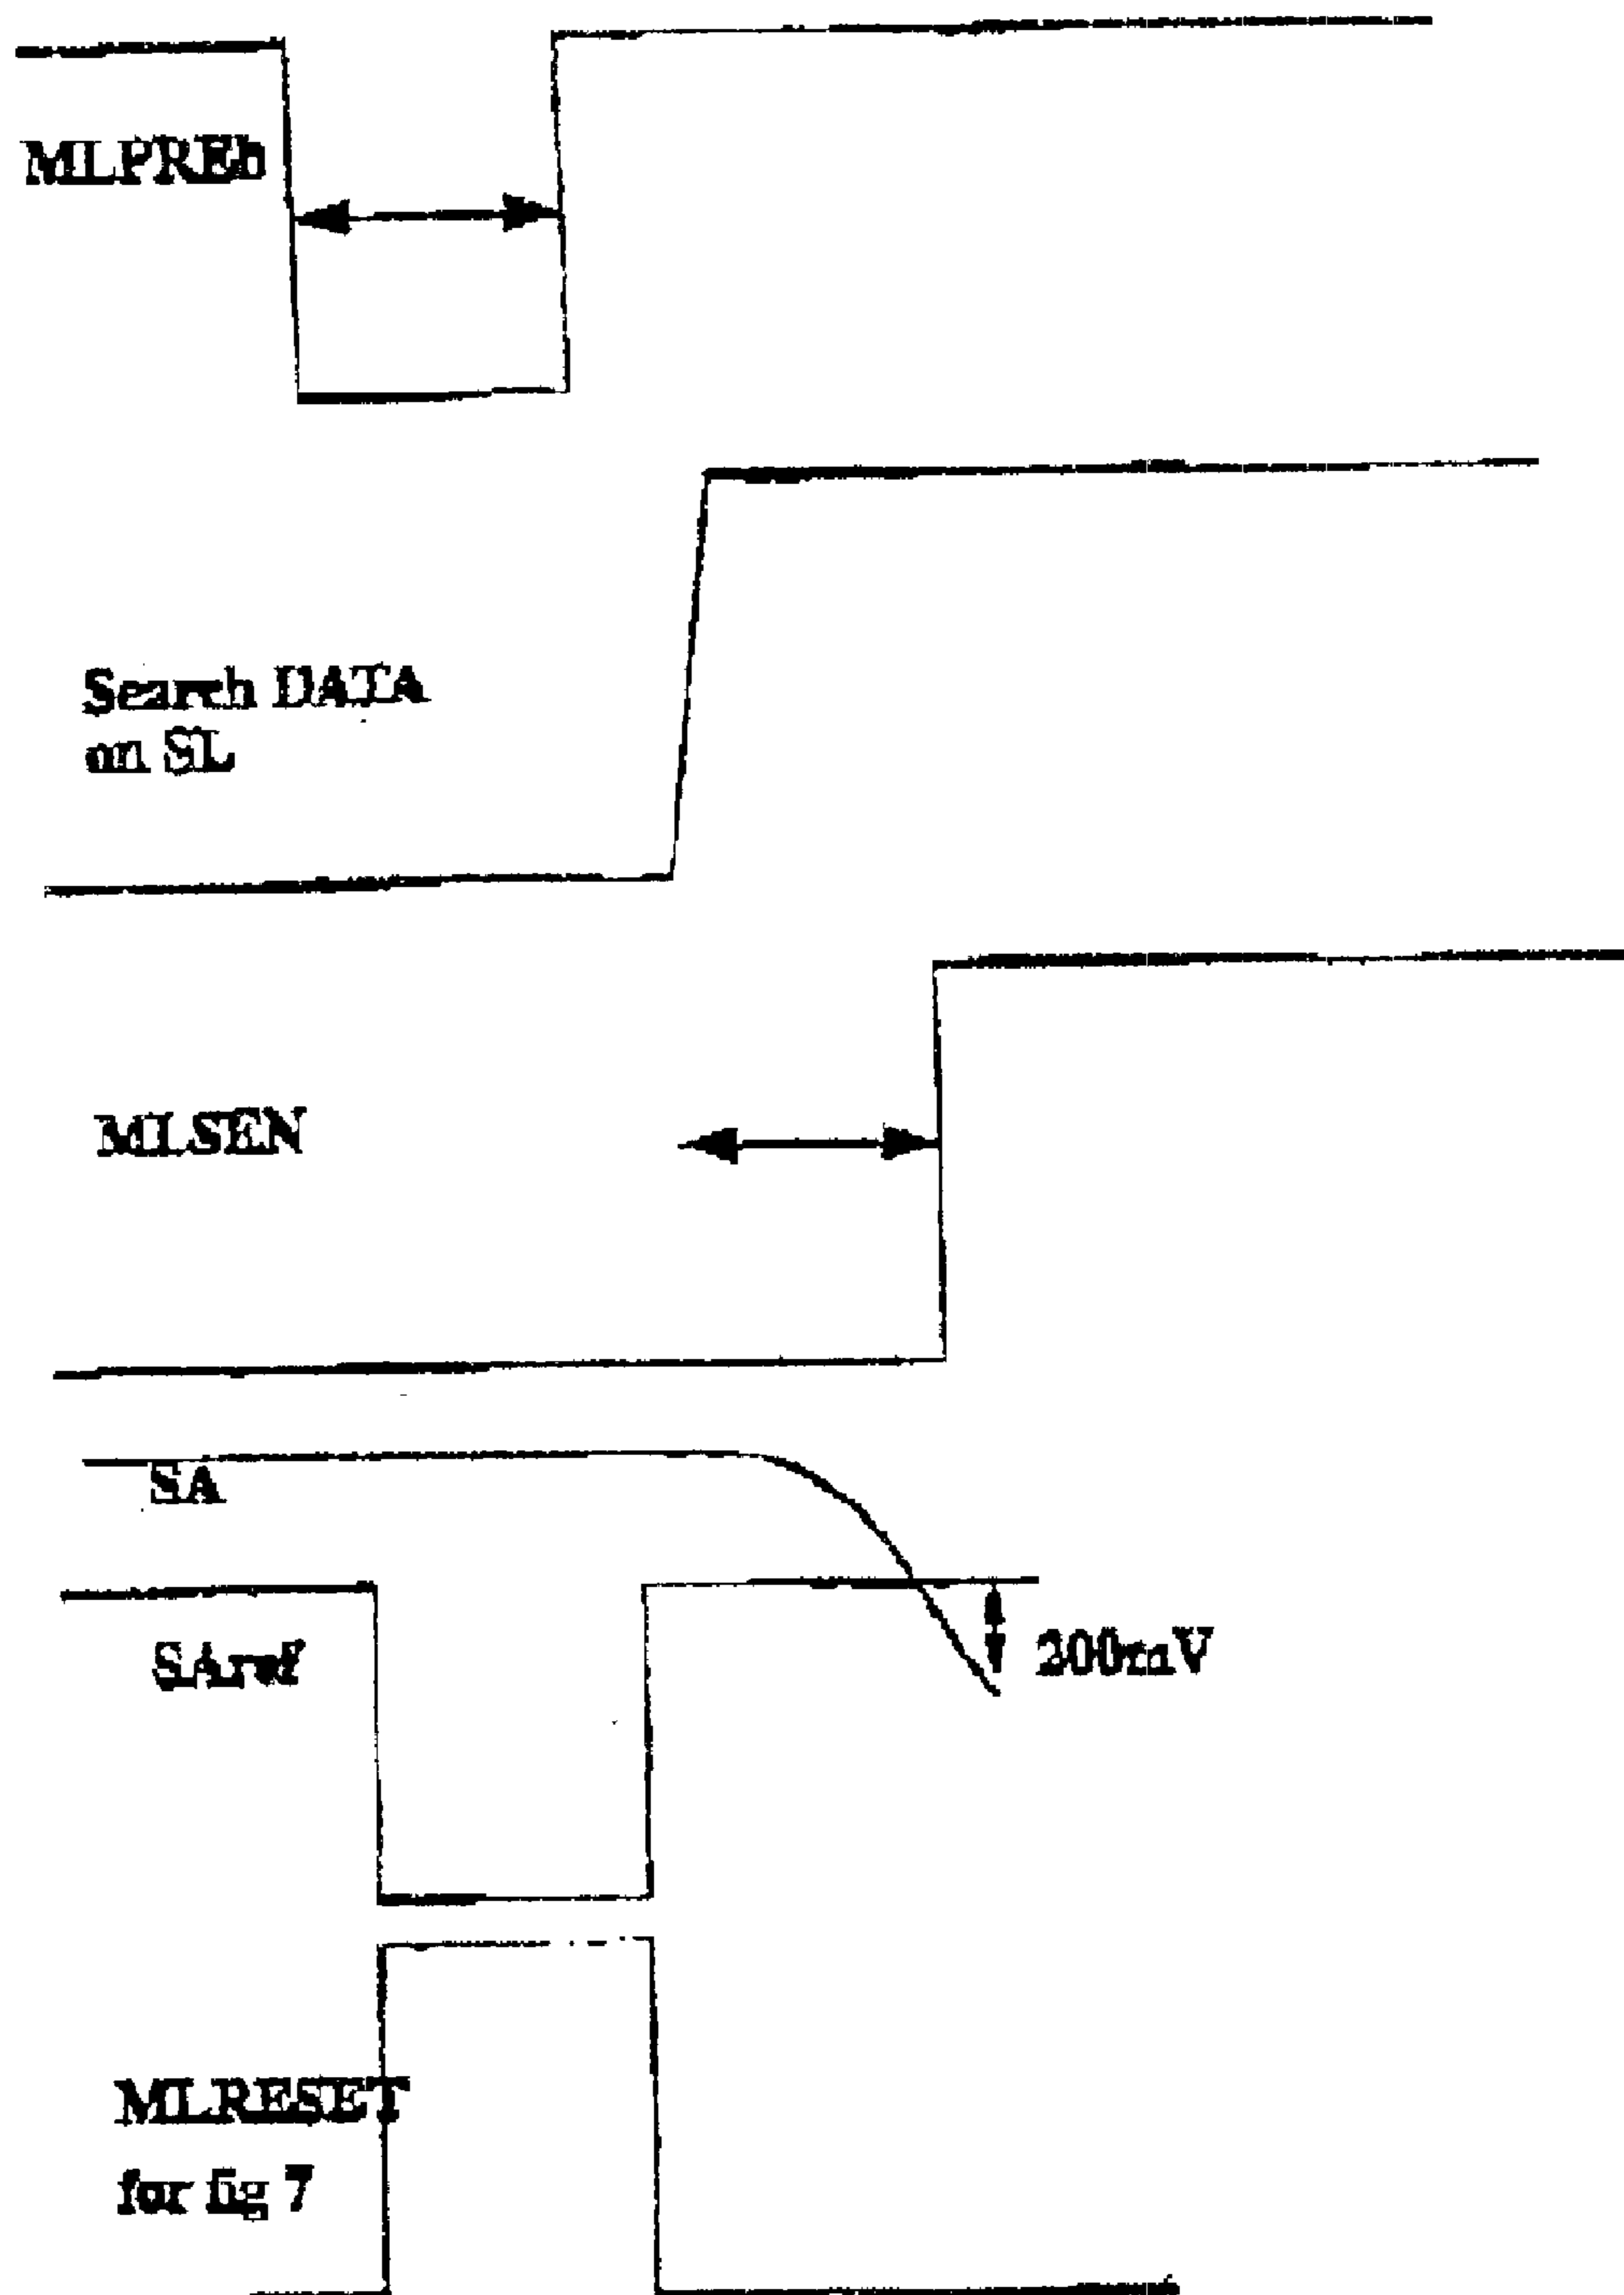 MLPREb
Search DATA
on SL
MLSEN
SA
SAref
200mV
MLRESET
for fig 7